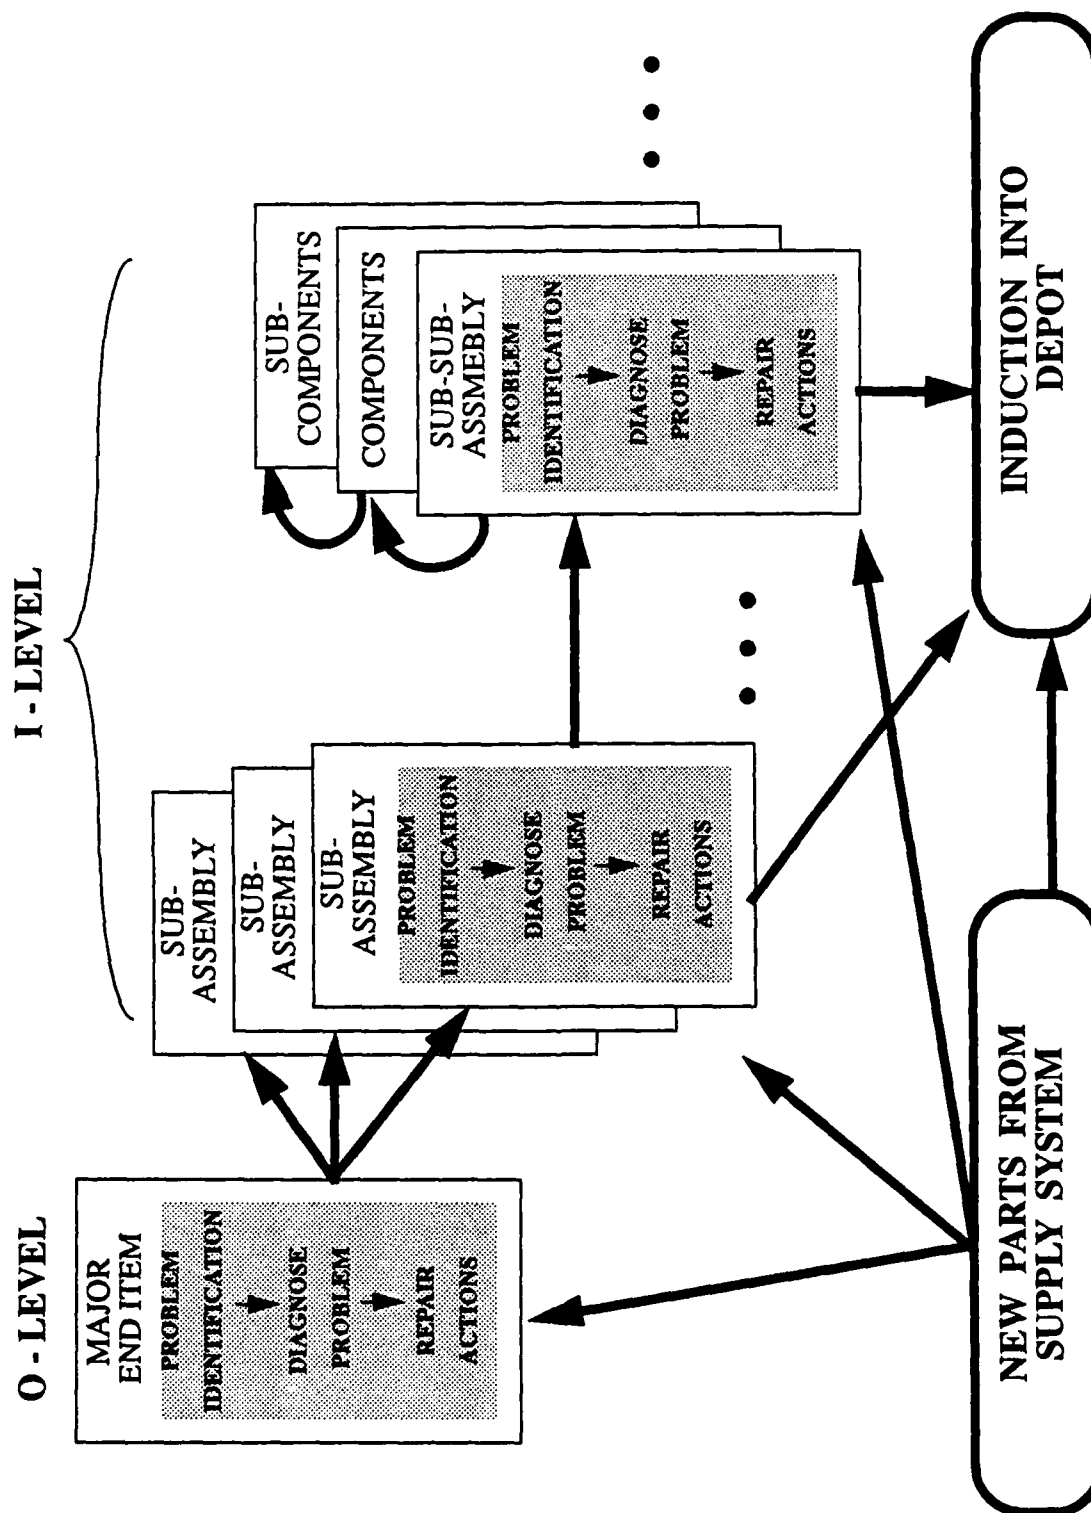 O - LEVEL
I - LEVEL
MAJOR
END ITEM
PROBLEM
IDENTIFICATION
DIAGNOSE
PROBLEM
REPAIR
ACTIONS
SUB-
ASSEMBLY
SUB-
ASSEMBLY
SUB-
ASSEMBLY
PROBLEM
IDENTIFICATION
DIAGNOSE
PROBLEM
REPAIR
ACTIONS
SUB-
COMPONENTS
COMPONENTS
SUB-SUB-
ASSMEBLY
PROBLEM
IDENTIFICATION
DIAGNOSE
PROBLEM
REPAIR
ACTIONS
NEW PARTS FROM
SUPPLY SYSTEM
INDUCTION INTO
DEPOT